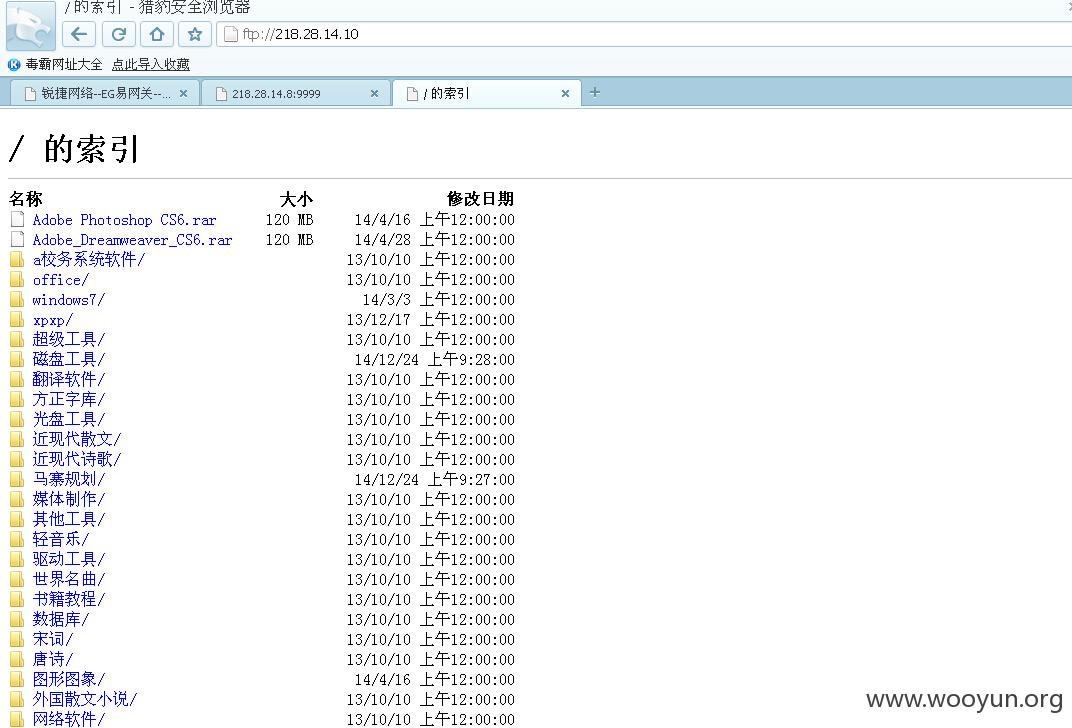 / 的索引 - 猎豹安全浏览器
ftp://218.28.14.10
毒霸网址大全 点此导入收藏
锐捷网络--EG易网关--... 218.28.14.8:9999 / 的索引
/ 的索引
名称 大小 修改日期
Adobe Photoshop CS6.rar 120 MB 14/4/16 上午12:00:00
Adobe_Dreamweaver_CS6.rar 120 MB 14/4/28 上午12:00:00
a校务系统软件/ 13/10/10 上午12:00:00
office/ 13/10/10 上午12:00:00
windows7/ 14/3/3 上午12:00:00
xpxp/ 13/12/17 上午12:00:00
超级工具/ 13/10/10 上午12:00:00
磁盘工具/ 14/12/24 上午9:28:00
翻译软件/ 13/10/10 上午12:00:00
方正字库/ 13/10/10 上午12:00:00
光盘工具/ 13/10/10 上午12:00:00
近现代散文/ 13/10/10 上午12:00:00
近现代诗歌/ 13/10/10 上午12:00:00
马寨规划/ 14/12/24 上午9:27:00
媒体制作/ 13/10/10 上午12:00:00
其他工具/ 13/10/10 上午12:00:00
轻音乐/ 13/10/10 上午12:00:00
驱动工具/ 13/10/10 上午12:00:00
世界名曲/ 13/10/10 上午12:00:00
书籍教程/ 13/10/10 上午12:00:00
数据库/ 13/10/10 上午12:00:00
宋词/ 13/10/10 上午12:00:00
唐诗/ 13/10/10 上午12:00:00
图形图象/ 14/4/16 上午12:00:00
外国散文小说/ 13/10/10 上午12:00:00
网络软件/ 13/10/10 上午12:00:00
www.wooyun.org